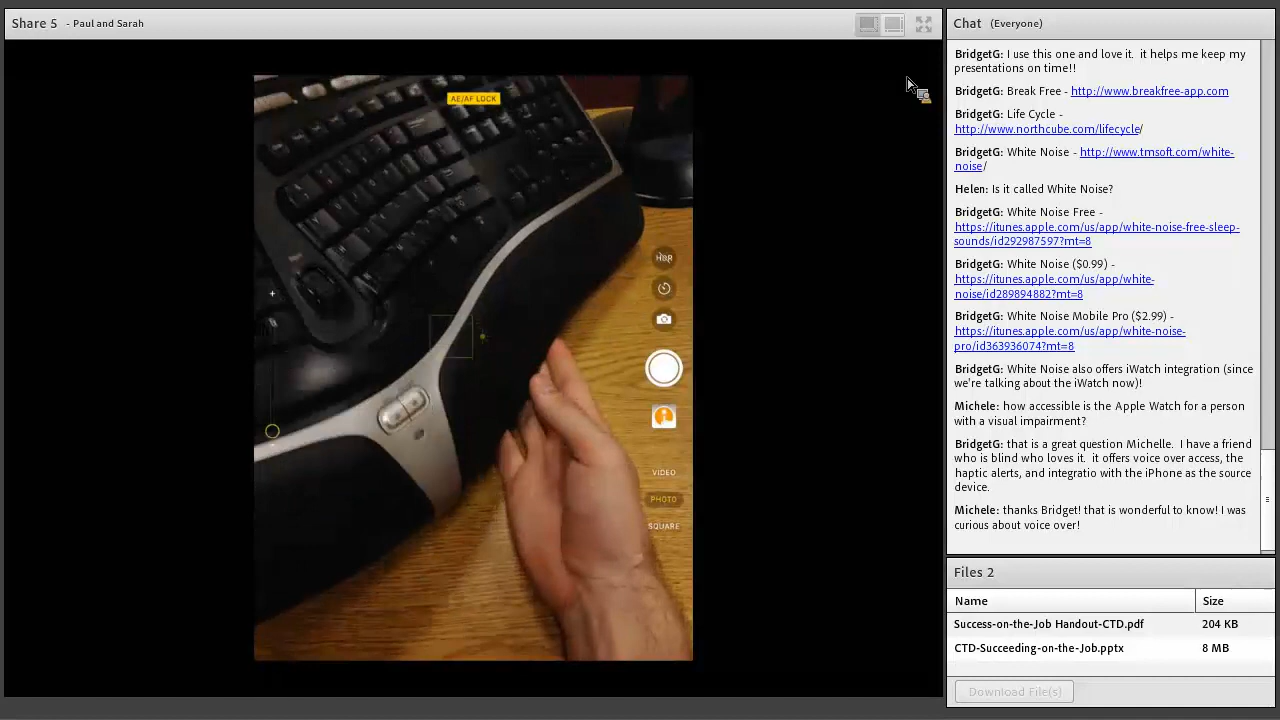 Share 5 - Paul and Sarah
AE/AF LOCK
HDR
VIDEO
PHOTO
SQUARE
Chat (Everyone)
BridgetG: I use this one and love it. it helps me keep my
presentations on time!!
BridgetG: Break Free - http://www.breakfree-app.com
BridgetG: Life Cycle -
http://www.northcube.com/lifecycle/
BridgetG: White Noise - http://www.tmsoft.com/white-
noise/
Helen: Is it called White Noise?
BridgetG: White Noise Free -
https://itunes.apple.com/us/app/white-noise-free-sleep-
sounds/id292987597?mt=8
BridgetG: White Noise ($0.99) -
https://itunes.apple.com/us/app/white-
noise/id289894882?mt=8
BridgetG: White Noise Mobile Pro ($2.99) -
https://itunes.apple.com/us/app/white-noise-
pro/id363936074?mt=8
BridgetG: White Noise also offers iWatch integration (since
we're talking about the iWatch now)!
Michele: how accessible is the Apple Watch for a person
with a visual impairment?
BridgetG: that is a great question Michelle. I have a friend
who is blind who loves it. it offers voice over access, the
haptic alerts, and integration with the iPhone as the source
device.
Michele: thanks Bridget! that is wonderful to know! I was
curious about voice over!
Files 2
Name Size
Success-on-the-Job Handout-CTD.pdf 204 KB
CTD-Succeeding-on-the-Job.pptx 8 MB
Download File(s)